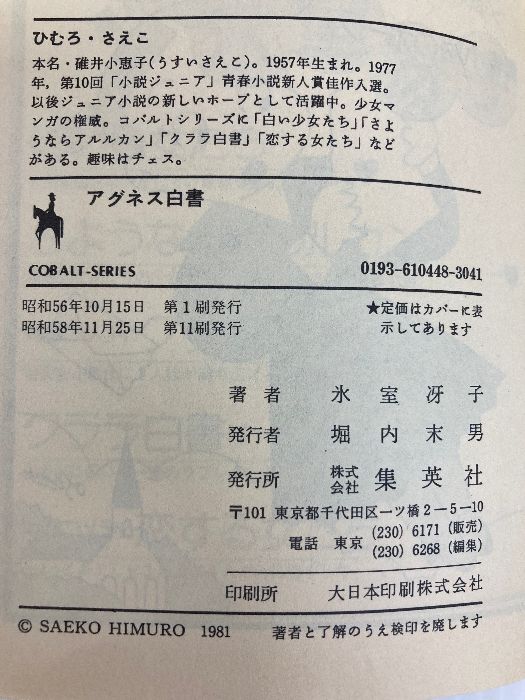 ひむろ・さえこ
本名・碓井小恵子(うすいさえこ)。1957年生まれ。1977
年，第10回「小説ジュニア」青春小説新人賞佳作入選。
以後ジュニア小説の新しいホープとして活躍中。少女マ
ンガの権威。コバルトシリーズに「白い少女たち」「さよ
うならアルルカン」「クララ白書」「恋する女たち」など
がある。趣味はチェス。
アグネス白書
COBALT-SERIES 0193-610448-3041
昭和56年10月15日 第1刷発行
昭和58年11月25日 第11刷発行
★定価はカバーに表
示してあります
著者 氷室冴子
発行者 堀内末男
発行所 株式会社 集英社
〒101 東京都千代田区一ツ橋2-5-10
電話 東京 (230) 6171 (販売)
(230) 6268 (編集)
印刷所 大日本印刷株式会社
© SAEKO HIMURO 1981 著者と了解のうえ検印を廃します